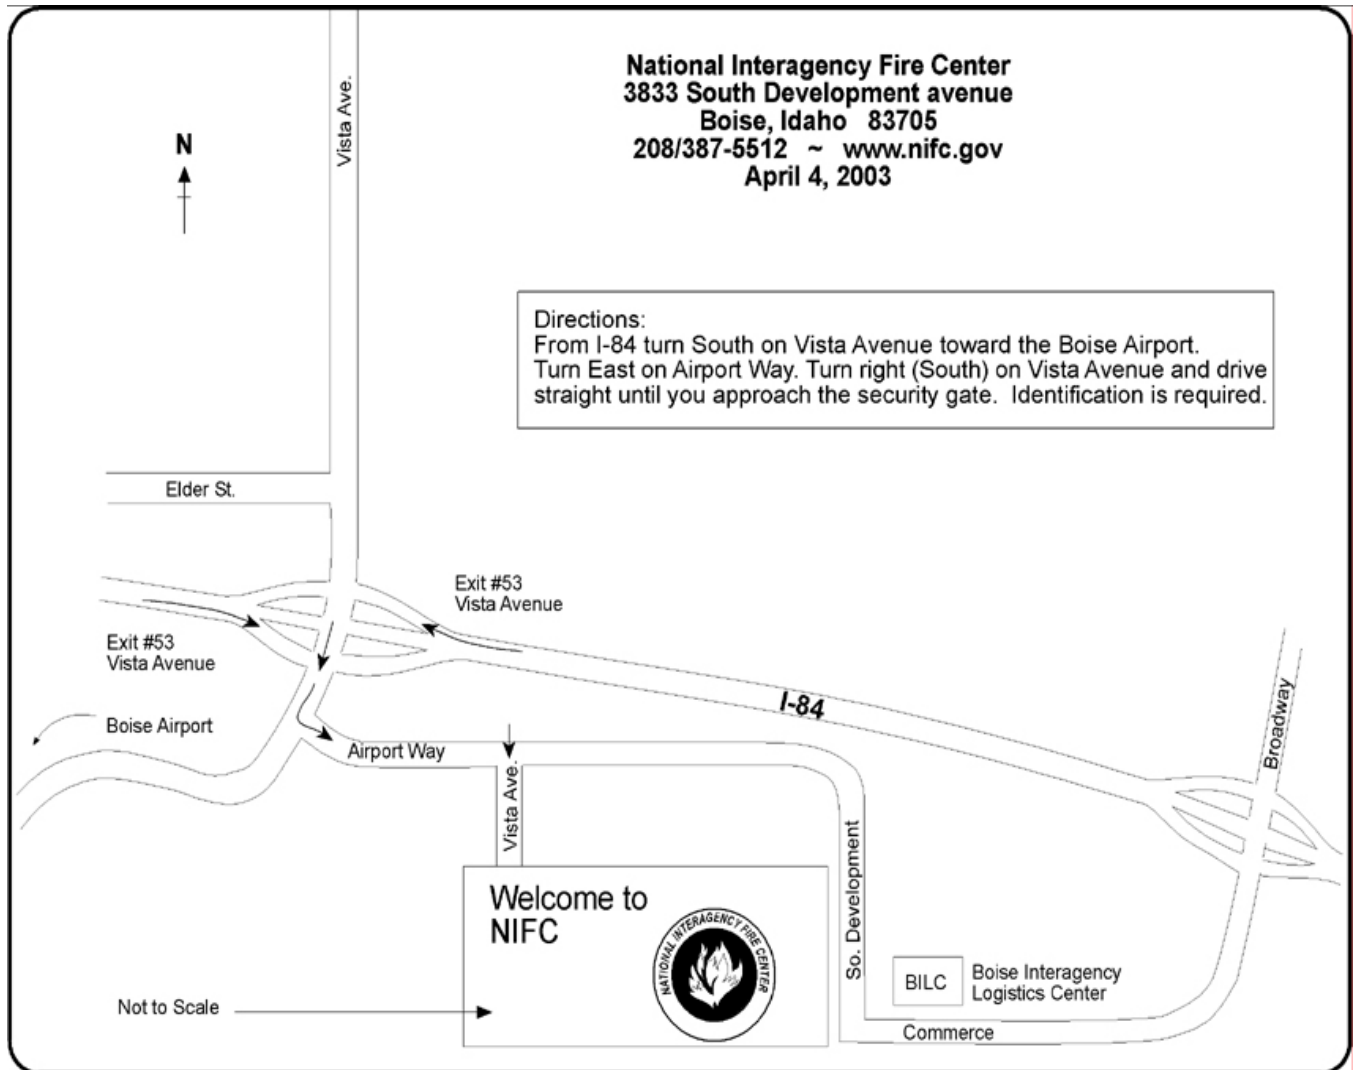 National Interagency Fire Center
3833 South Development avenue
Boise, Idaho 83705
208/387-5512 ~ www.nifc.gov
April 4, 2003
N
Vista Ave.
Directions:
From I-84 turn South on Vista Avenue toward the Boise Airport.
Turn East on Airport Way. Turn right (South) on Vista Avenue and drive
straight until you approach the security gate. Identification is required.
Elder St.
Exit #53
Vista Avenue
Exit #53
Vista Avenue
I-84
Broadway
Boise Airport
Airport Way
Vista Ave.
So. Development
Welcome to
NIFC
NATIONAL INTERAGENCY FIRE CENTER
BILC
Boise Interagency
Logistics Center
Not to Scale
Commerce